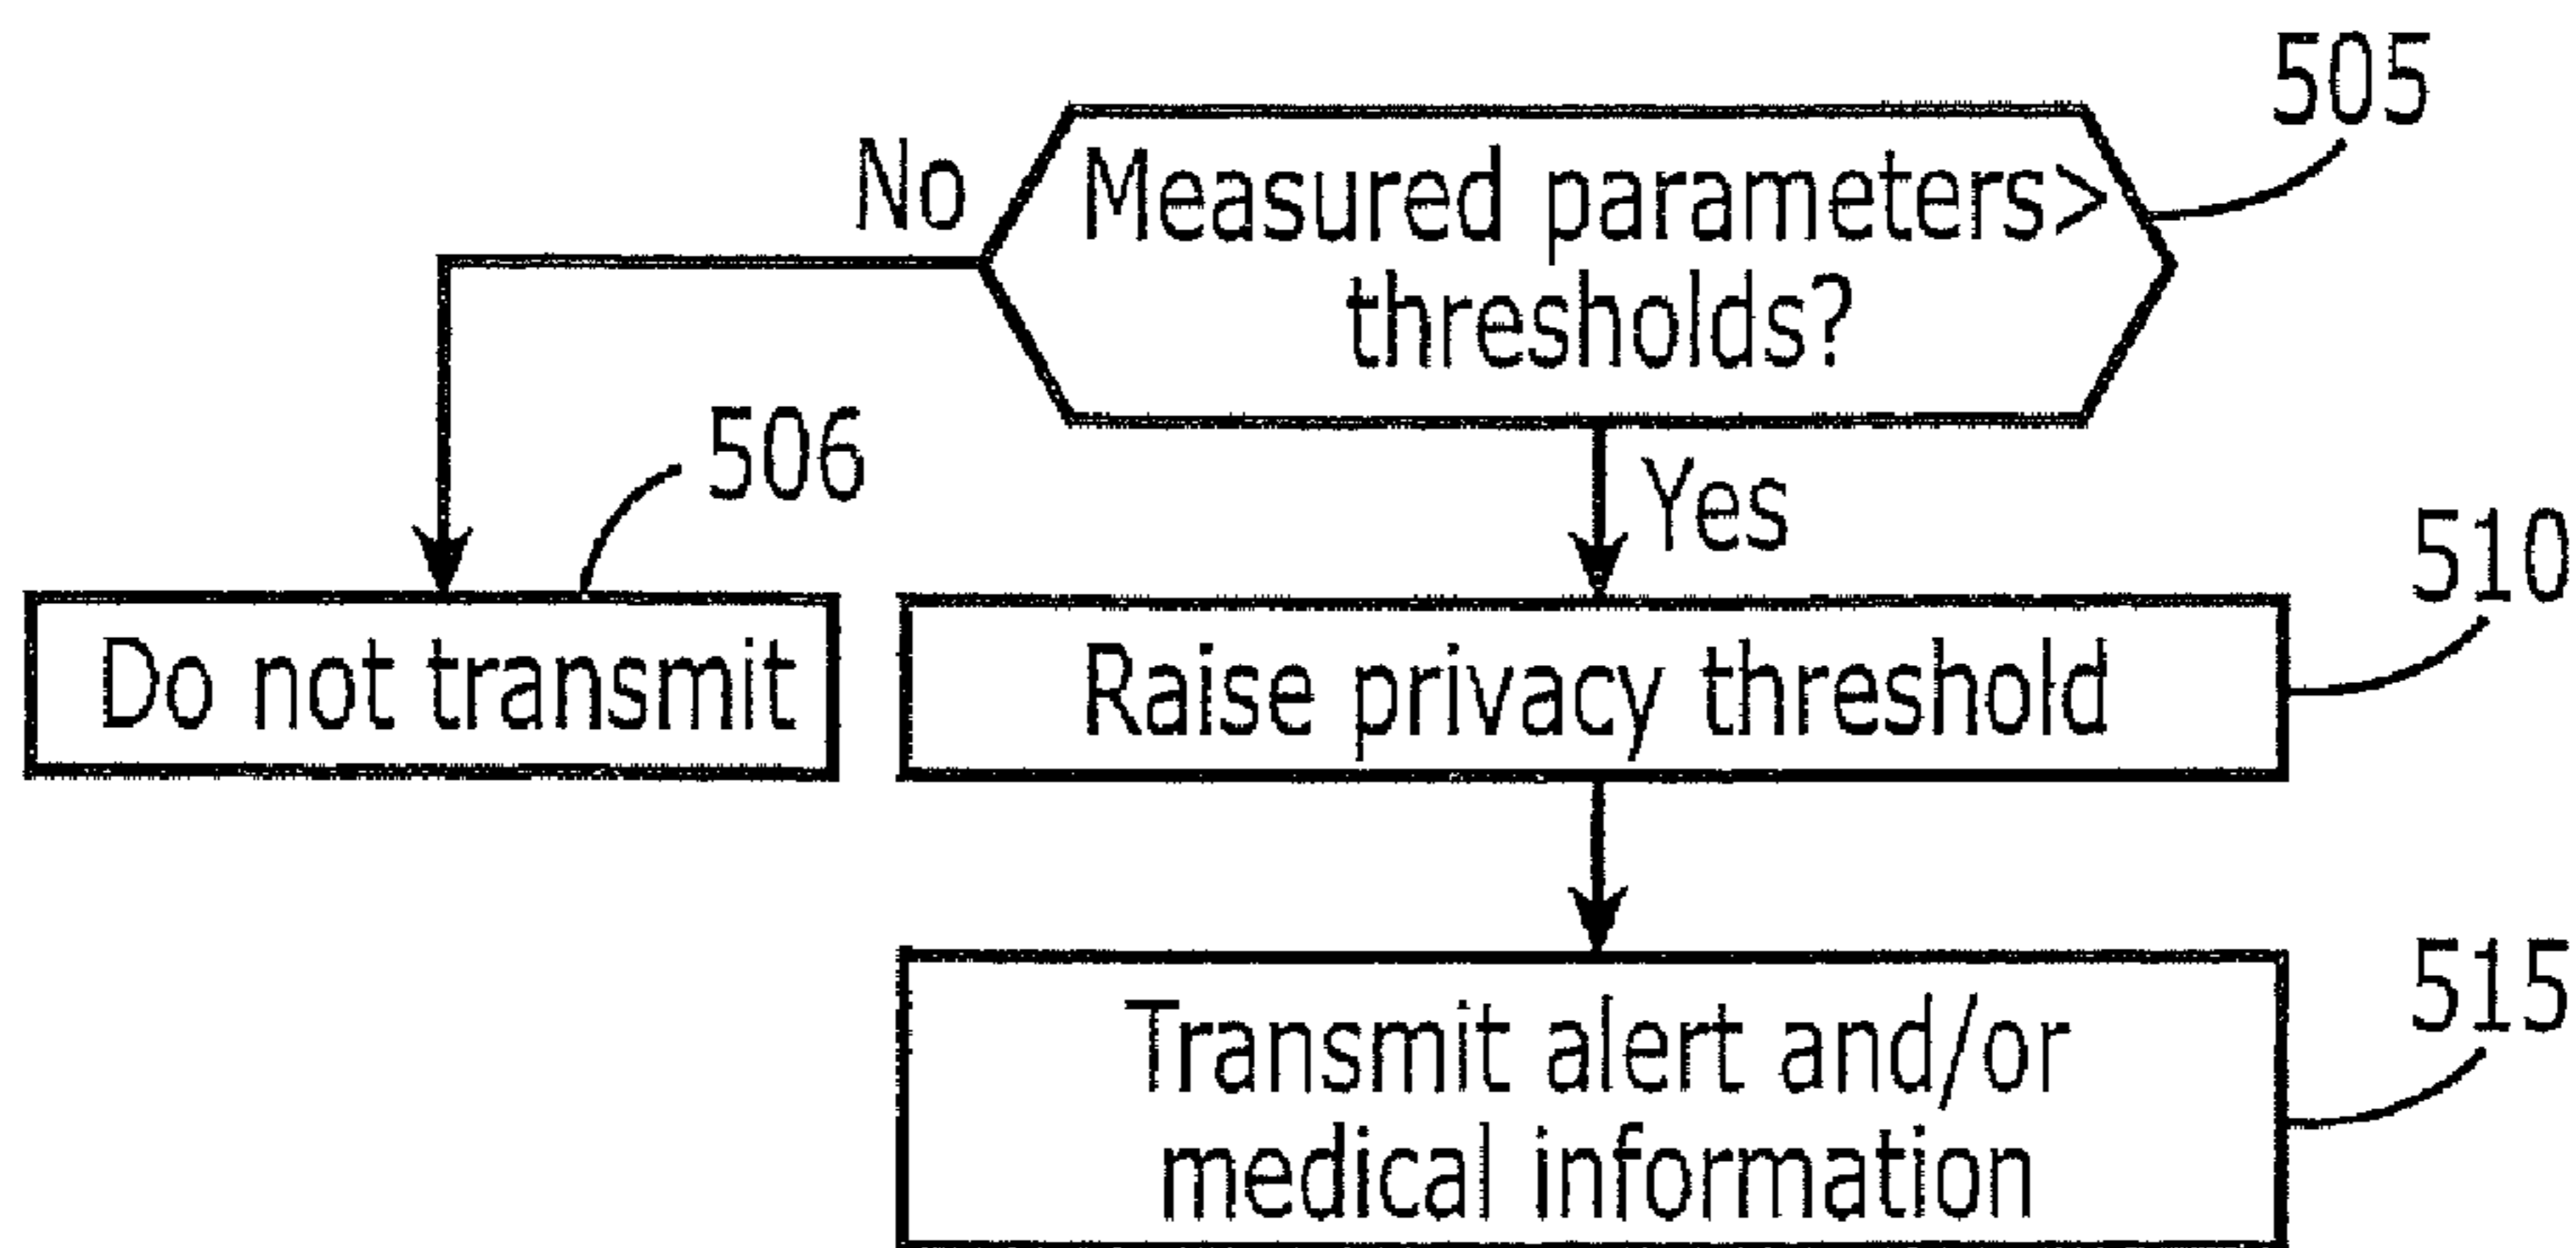 505
No
Measured parameters>
thresholds?
506
Yes
510
Do not transmit
Raise privacy threshold
515
Transmit alert and/or
medical information